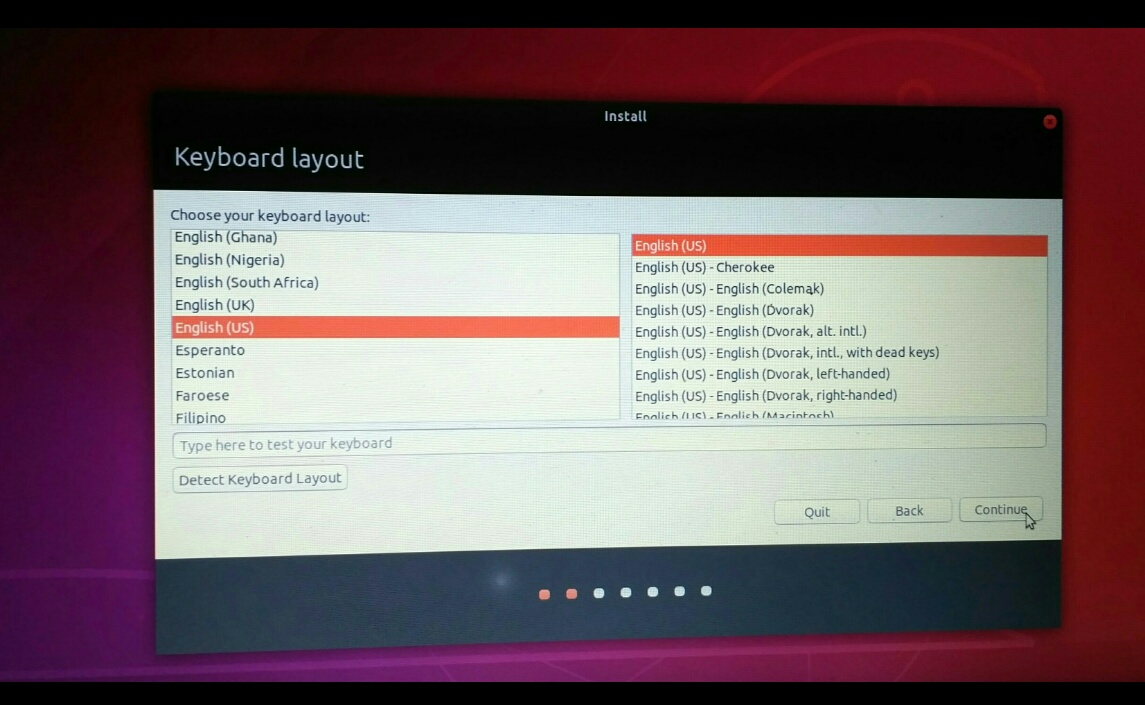 Install
Keyboard layout
Choose your keyboard layout:
English (Ghana)
English (Nigeria)
English (South Africa)
English (UK)
English (US)
Esperanto
Estonian
Faroese
Filipino
English (US)
English (US) - Cherokee
English (US) - English (Colemak)
English (US) - English (Dvorak)
English (US) - English (Dvorak, alt. intl.)
English (US) - English (Dvorak, intl., with dead keys)
English (US) - English (Dvorak, left-handed)
English (US) - English (Dvorak, right-handed)
English (US) - English (Macintosh)
Type here to test your keyboard
Detect Keyboard Layout
Quit
Back
Continue